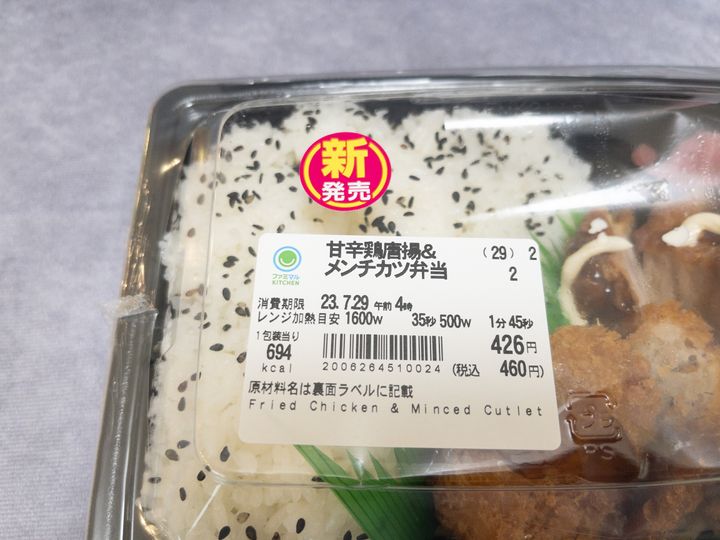 新
発売
ファミマル
KITCHEN
甘辛鶏唐揚&
メンチカツ弁当
(29) 2
2
消費期限 23.7.29 午前 4時
レンジ加熱目安 1600w 35秒 500w 1分 45秒
1包装当り
694
kcal
2006264510024
426円
(税込 460円)
原材料名は裏面ラベルに記載
Fried Chicken & Minced Cutlet
PS